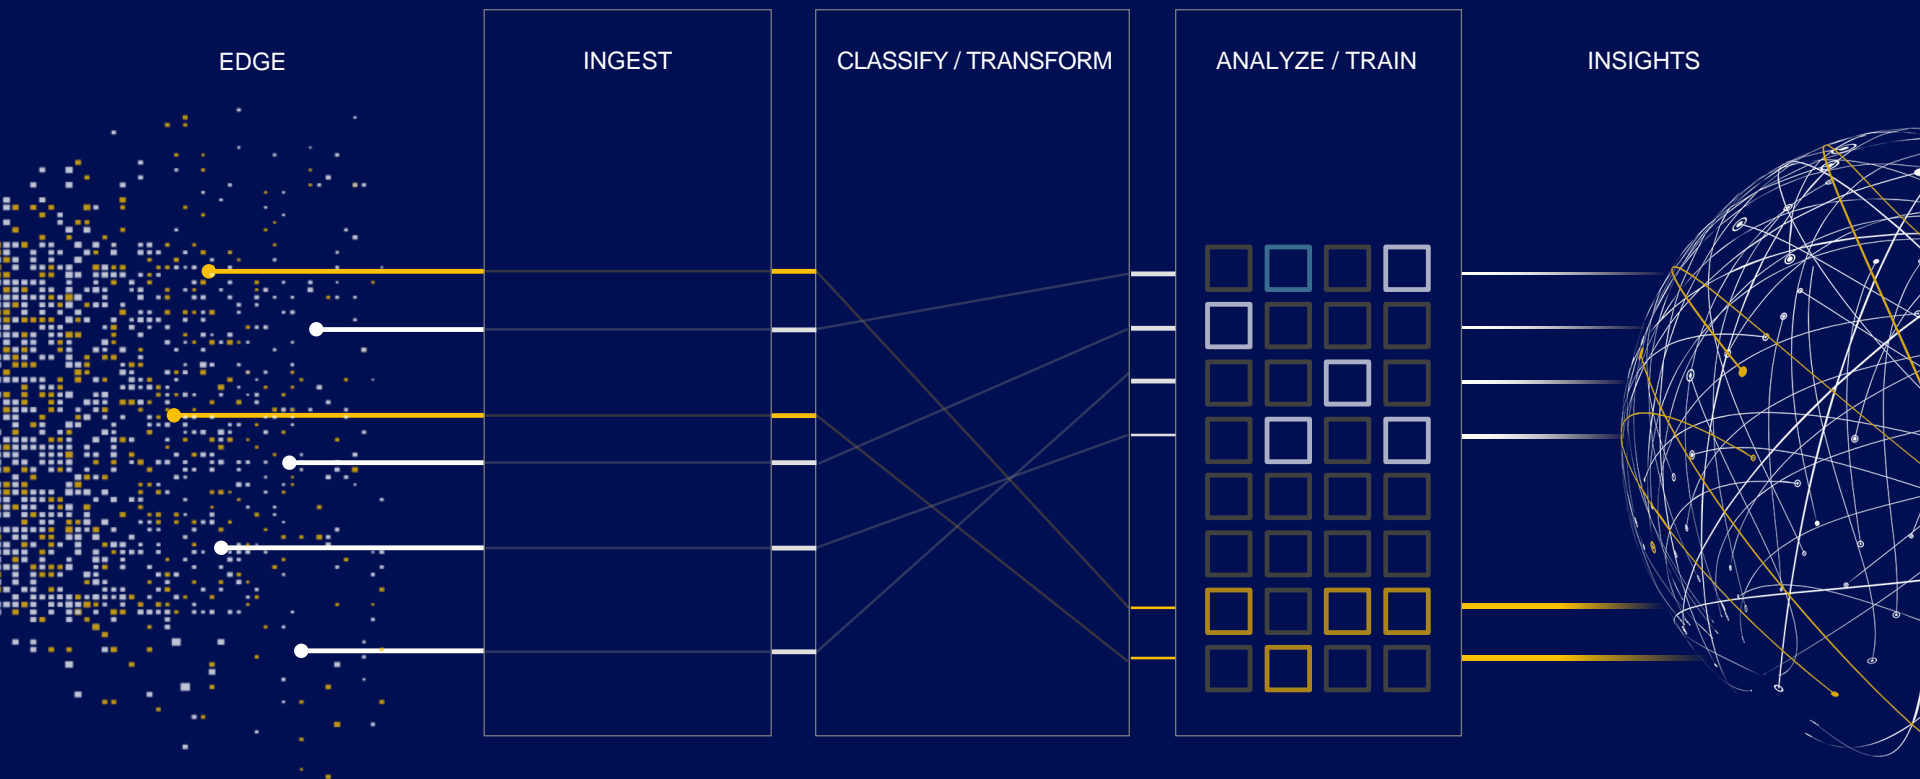 EDGE
INGEST
CLASSIFY / TRANSFORM
ANALYZE / TRAIN
INSIGHTS